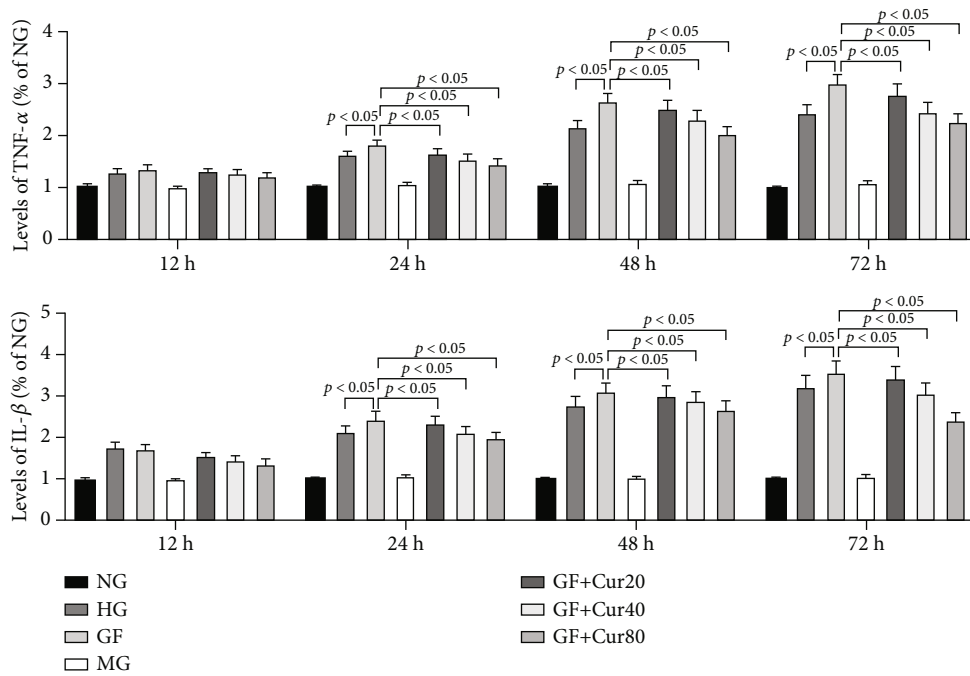 Levels of TNF-α (% of NG)
4
3
2
1
0
p < 0.05
p < 0.05
p < 0.05
p < 0.05
p < 0.05
p < 0.05
p < 0.05
p < 0.05
p < 0.05
p < 0.05
p < 0.05
p < 0.05
12 h
24 h
48 h
72 h
Levels of IL-β (% of NG)
5
4
3
2
1
0
p < 0.05
p < 0.05
p < 0.05
p < 0.05
p < 0.05
p < 0.05
p < 0.05
p < 0.05
p < 0.05
p < 0.05
p < 0.05
p < 0.05
12 h
24 h
48 h
72 h
NG
HG
GF
MG
GF+Cur20
GF+Cur40
GF+Cur80